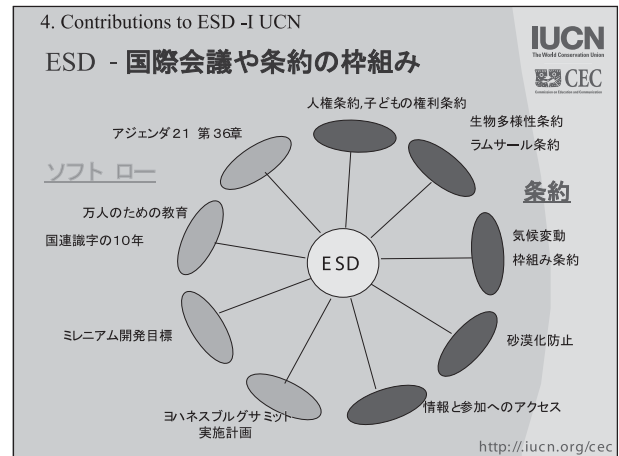 4. Contributions to ESD -I UCN
ESD - 国際会議や条約の枠組み
IUCN
The World Conservation Union
CEC
Commission on Education and Communication
人権条約,子どもの権利条約
アジェンダ21 第36章
生物多様性条約
ラムサール条約
ソフト ロー
条約
万人のための教育
国連識字の10年
気候変動
枠組み条約
ESD
ミレニアム開発目標
砂漠化防止
ヨハネスブルグサミット
実施計画
情報と参加へのアクセス
http://.iucn.org/cec